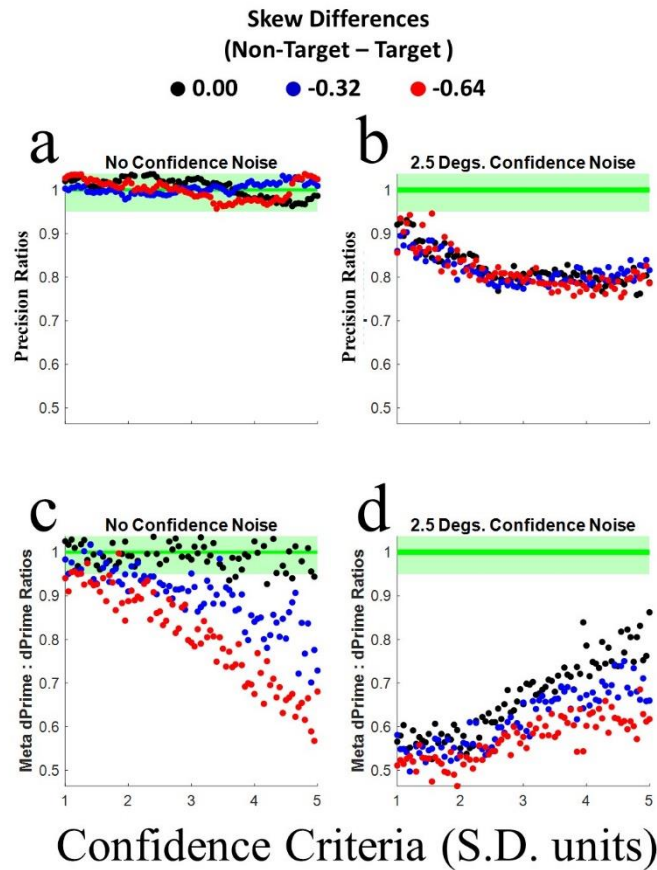 Skew Differences
(Non-Target – Target )
0.00 -0.32 -0.64
a No Confidence Noise
1
0.9
0.8
0.7
0.6
0.5
Precision Ratios
b 2.5 Degs. Confidence Noise
1
0.9
0.8
0.7
0.6
0.5
Precision Ratios
c No Confidence Noise
1
0.9
0.8
0.7
0.6
0.5
Meta dPrime : dPrime Ratios
1 2 3 4 5
d 2.5 Degs. Confidence Noise
1
0.9
0.8
0.7
0.6
0.5
Meta dPrime : dPrime Ratios
1 2 3 4 5
Confidence Criteria (S.D. units)